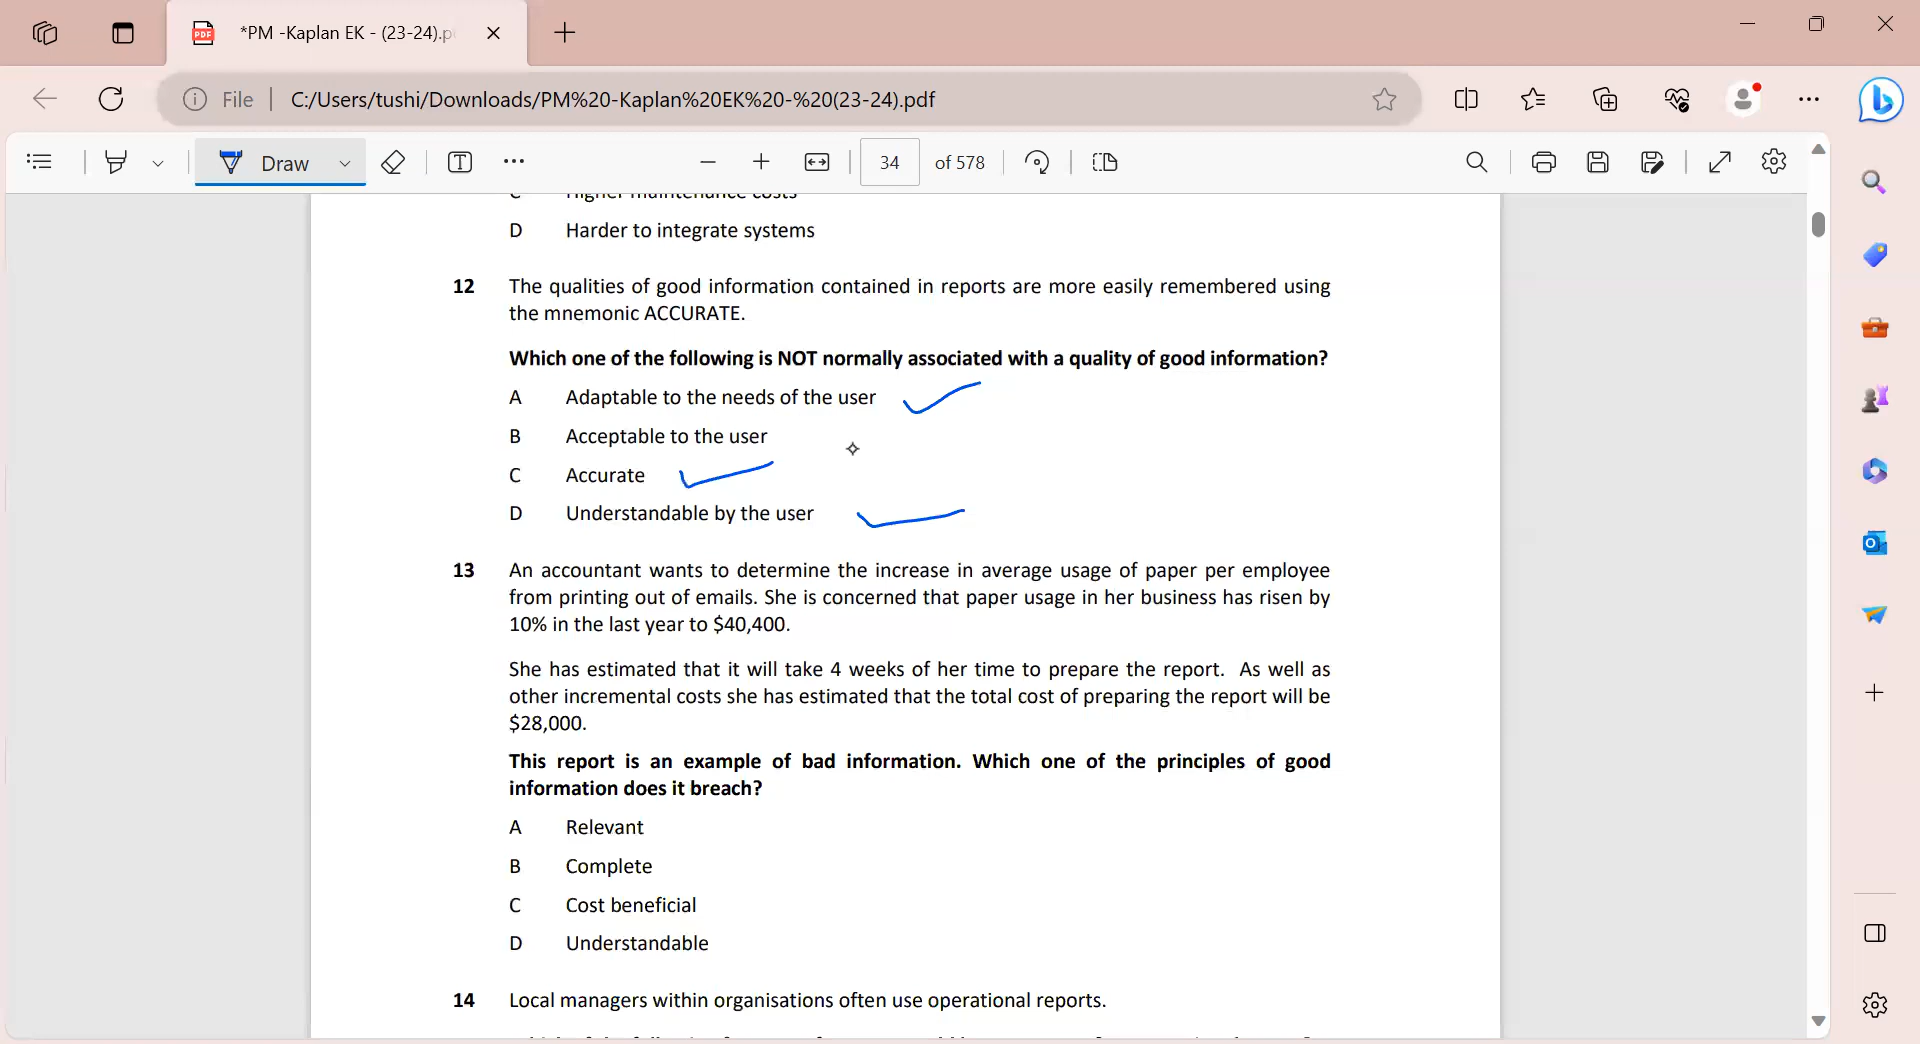 *PM -Kaplan EK - (23-24).p
File
C:/Users/tushi/Downloads/PM%20-Kaplan%20EK%20-%20(23-24).pdf
Draw
34 of 578
C Higher maintenance costs
D Harder to integrate systems
12 The qualities of good information contained in reports are more easily remembered using
the mnemonic ACCURATE.
Which one of the following is NOT normally associated with a quality of good information?
A Adaptable to the needs of the user
B Acceptable to the user
C Accurate
D Understandable by the user
13 An accountant wants to determine the increase in average usage of paper per employee
from printing out of emails. She is concerned that paper usage in her business has risen by
10% in the last year to $40,400.
She has estimated that it will take 4 weeks of her time to prepare the report. As well as
other incremental costs she has estimated that the total cost of preparing the report will be
$28,000.
This report is an example of bad information. Which one of the principles of good
information does it breach?
A Relevant
B Complete
C Cost beneficial
D Understandable
14 Local managers within organisations often use operational reports.